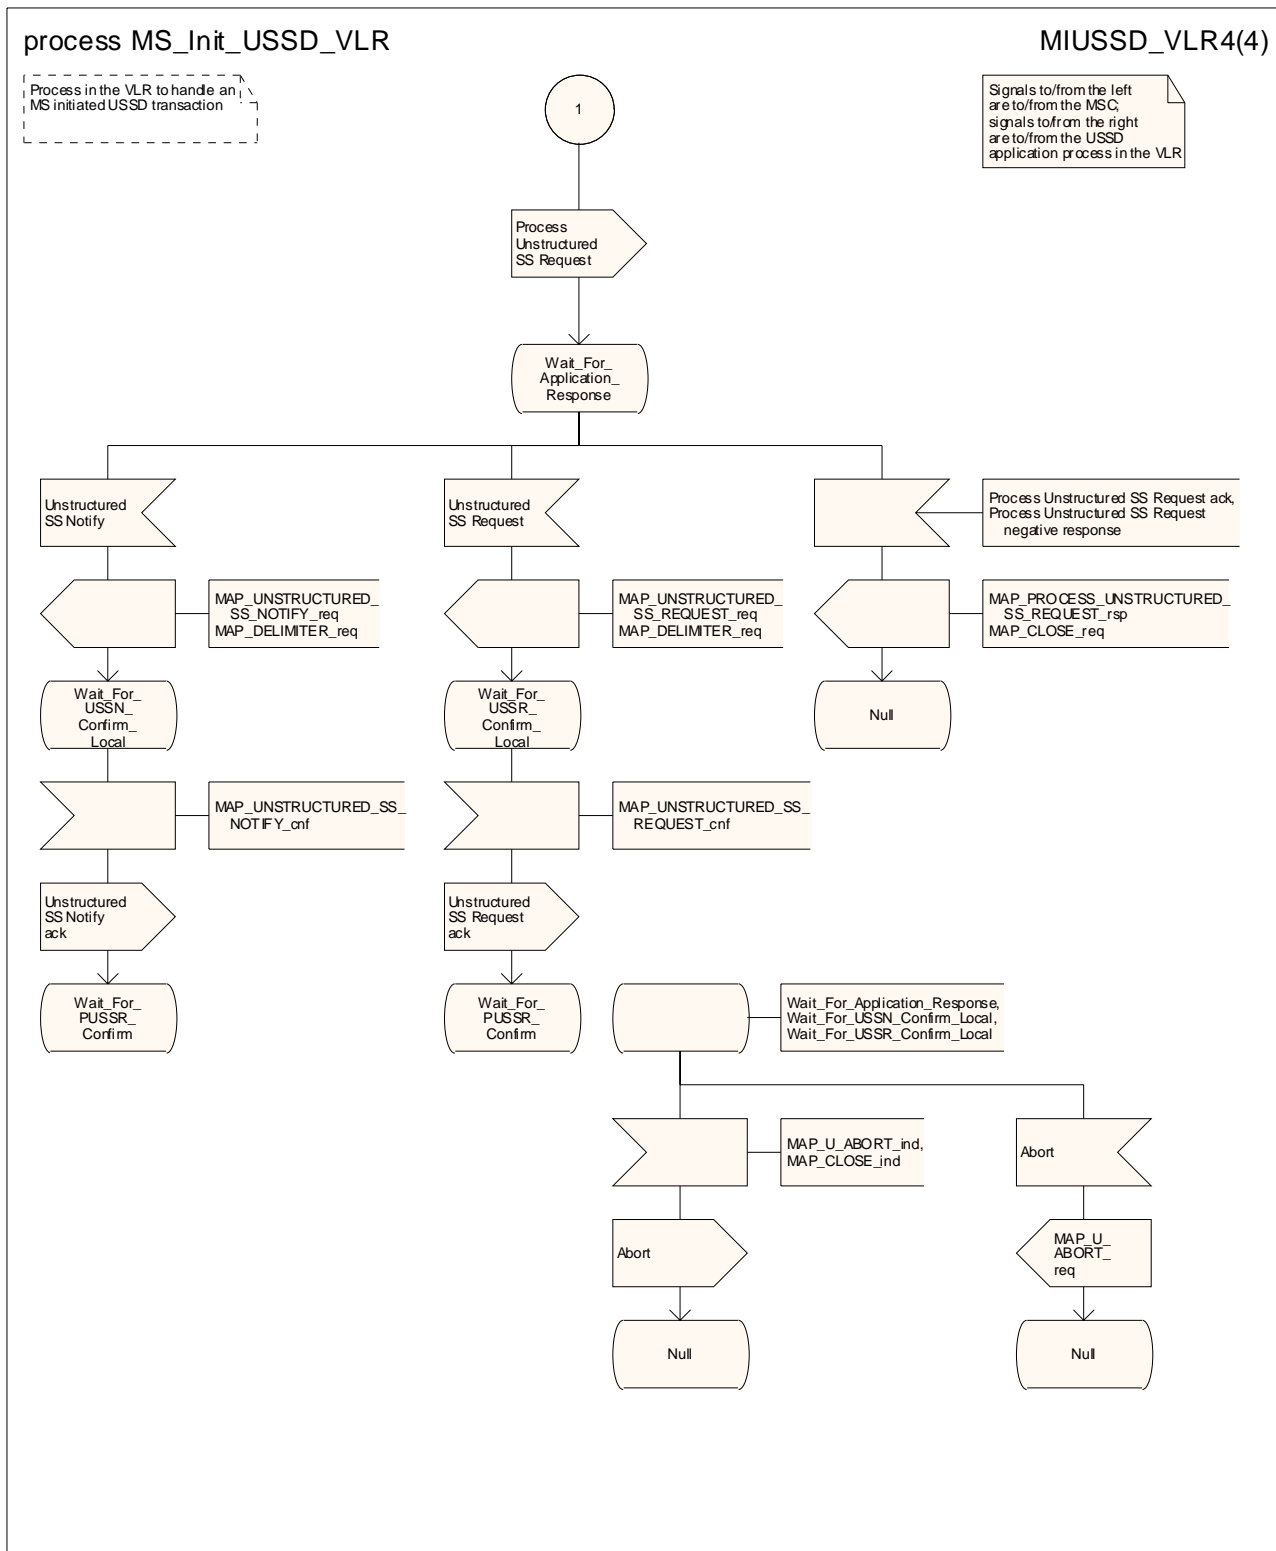 process MS_Init_USSD_VLR
MIUSSD_VLR4(4)
Process in the VLR to handle an
MS initiated USSD transaction
Signals to/from the left
are to/from the MSC;
signals to/from the right
are to/from the USSD
application process in the VLR
1
Process
Unstructured
SS Request
Wait_For_
Application_
Response
Unstructured
SS Notify
Unstructured
SS Request
Process Unstructured SS Request ack,
Process Unstructured SS Request
negative response
MAP_UNSTRUCTURED_
SS_NOTIFY_req
MAP_DELIMITER_req
MAP_UNSTRUCTURED_
SS_REQUEST_req
MAP_DELIMITER_req
MAP_PROCESS_UNSTRUCTURED_
SS_REQUEST_rsp
MAP_CLOSE_req
Wait_For_
USSN_
Confirm_
Local
Wait_For_
USSR_
Confirm_
Local
Null
MAP_UNSTRUCTURED_SS_
NOTIFY_cnf
MAP_UNSTRUCTURED_SS_
REQUEST_cnf
Unstructured
SS Notify
ack
Unstructured
SS Request
ack
Wait_For_
PUSSR_
Confirm
Wait_For_
PUSSR_
Confirm
Wait_For_Application_Response,
Wait_For_USSN_Confirm_Local,
Wait_For_USSR_Confirm_Local
MAP_U_ABORT_ind,
MAP_CLOSE_ind
Abort
Abort
MAP_U_
ABORT_
req
Null
Null